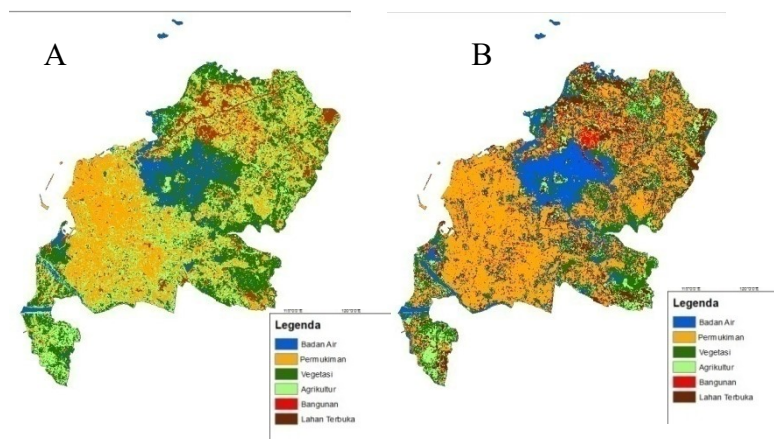 A
B
Legenda
Badan Air
Permukiman
Vegetasi
Agrikultur
Bangunan
Lahan Terbuka
Legenda
Badan Air
Permukiman
Vegetasi
Agrikultur
Bangunan
Lahan Terbuka